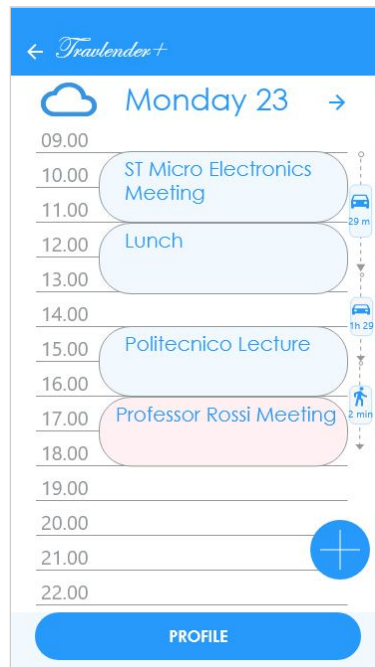 Travlender+
Monday 23
09.00
10.00
ST Micro Electronics
Meeting
11.00
29 m
12.00
Lunch
13.00
14.00
1h 29
15.00
Politecnico Lecture
16.00
17.00
Professor Rossi Meeting
2 min
18.00
19.00
20.00
21.00
22.00
PROFILE